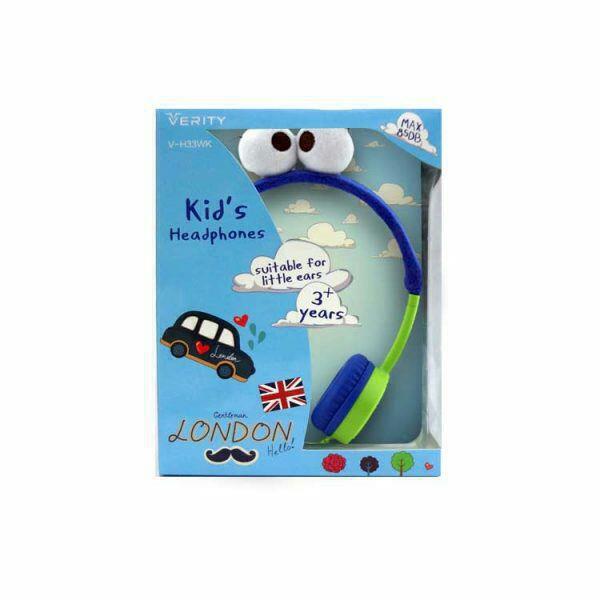 VERITY
V-H33WK
MAX
85DB
Kid's
Headphones
suitable for
little ears
3+
years
London
Gentleman
LONDON
Hello!